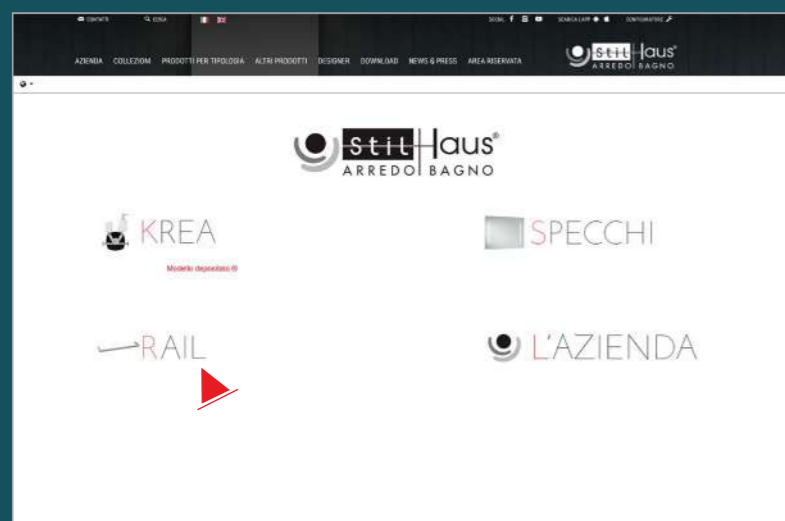 CONTATTI CERCA SOCIAL SCARICA L'APP CONFIGURATORE
AZIENDA COLLEZIONI PRODOTTI PER TIPOLOGIA ALTRI PRODOTTI DESIGNER DOWNLOAD NEWS & PRESS AREA RISERVATA
Stil Haus®
ARREDO BAGNO
Stil Haus®
ARREDO BAGNO
KREA
Modello depositato ®
SPECCHI
RAIL
L'AZIENDA